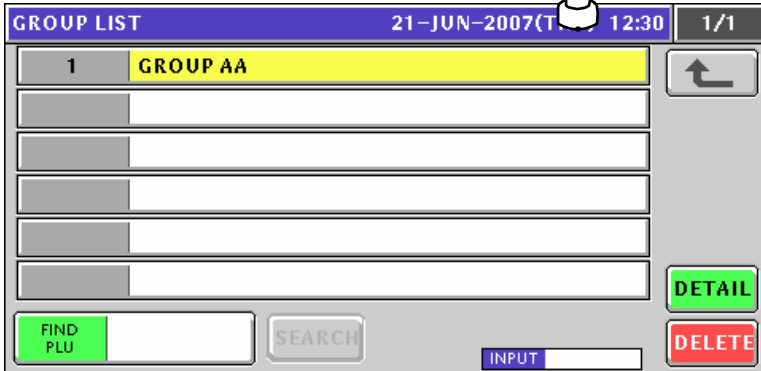 GROUP LIST 21-JUN-2007 12:30 1/1
1 GROUP AA
DETAIL
FIND
PLU
SEARCH
DELETE
INPUT